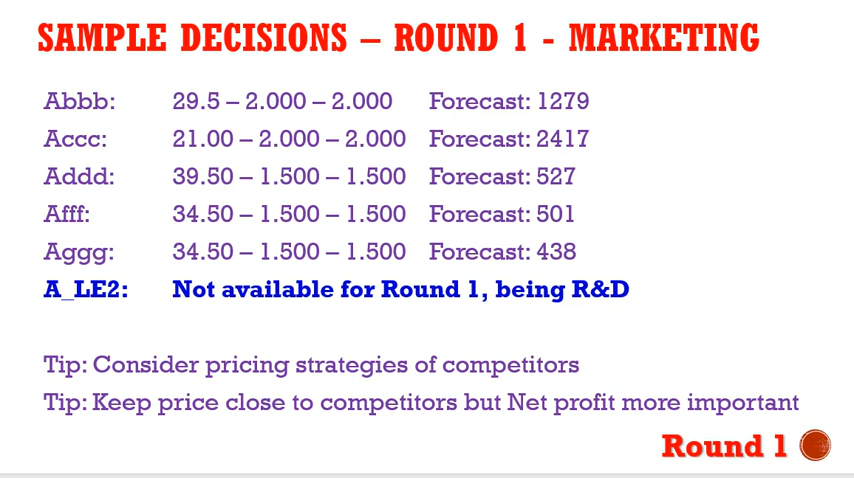 SAMPLE DECISIONS – ROUND 1 - MARKETING
Abbb: 29.5 – 2.000 – 2.000 Forecast: 1279
Accc: 21.00 – 2.000 – 2.000 Forecast: 2417
Addd: 39.50 – 1.500 – 1.500 Forecast: 527
Afff: 34.50 – 1.500 – 1.500 Forecast: 501
Aggg: 34.50 – 1.500 – 1.500 Forecast: 438
A_LE2: Not available for Round 1, being R&D
Tip: Consider pricing strategies of competitors
Tip: Keep price close to competitors but Net profit more important
Round 1